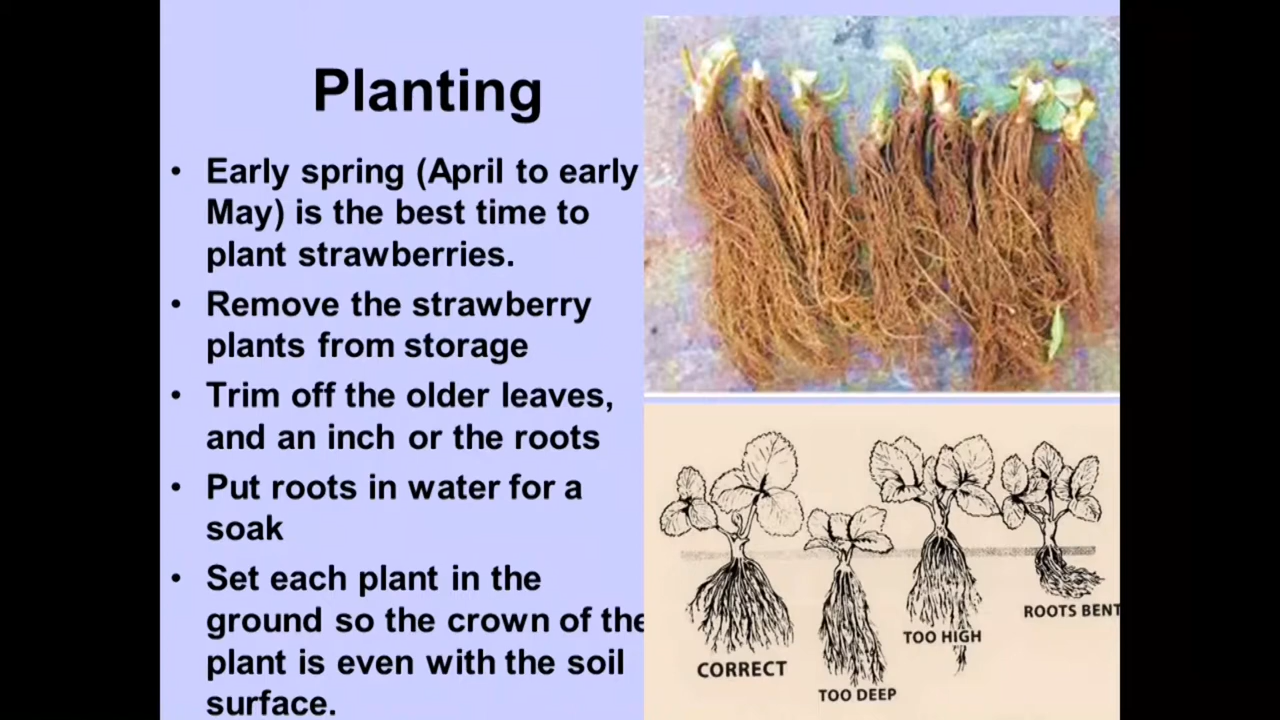 Planting
• Early spring (April to early
May) is the best time to
plant strawberries.
• Remove the strawberry
plants from storage
• Trim off the older leaves,
and an inch or the roots
• Put roots in water for a
soak
• Set each plant in the
ground so the crown of the
plant is even with the soil
surface.
CORRECT
TOO DEEP
TOO HIGH
ROOTS BENT